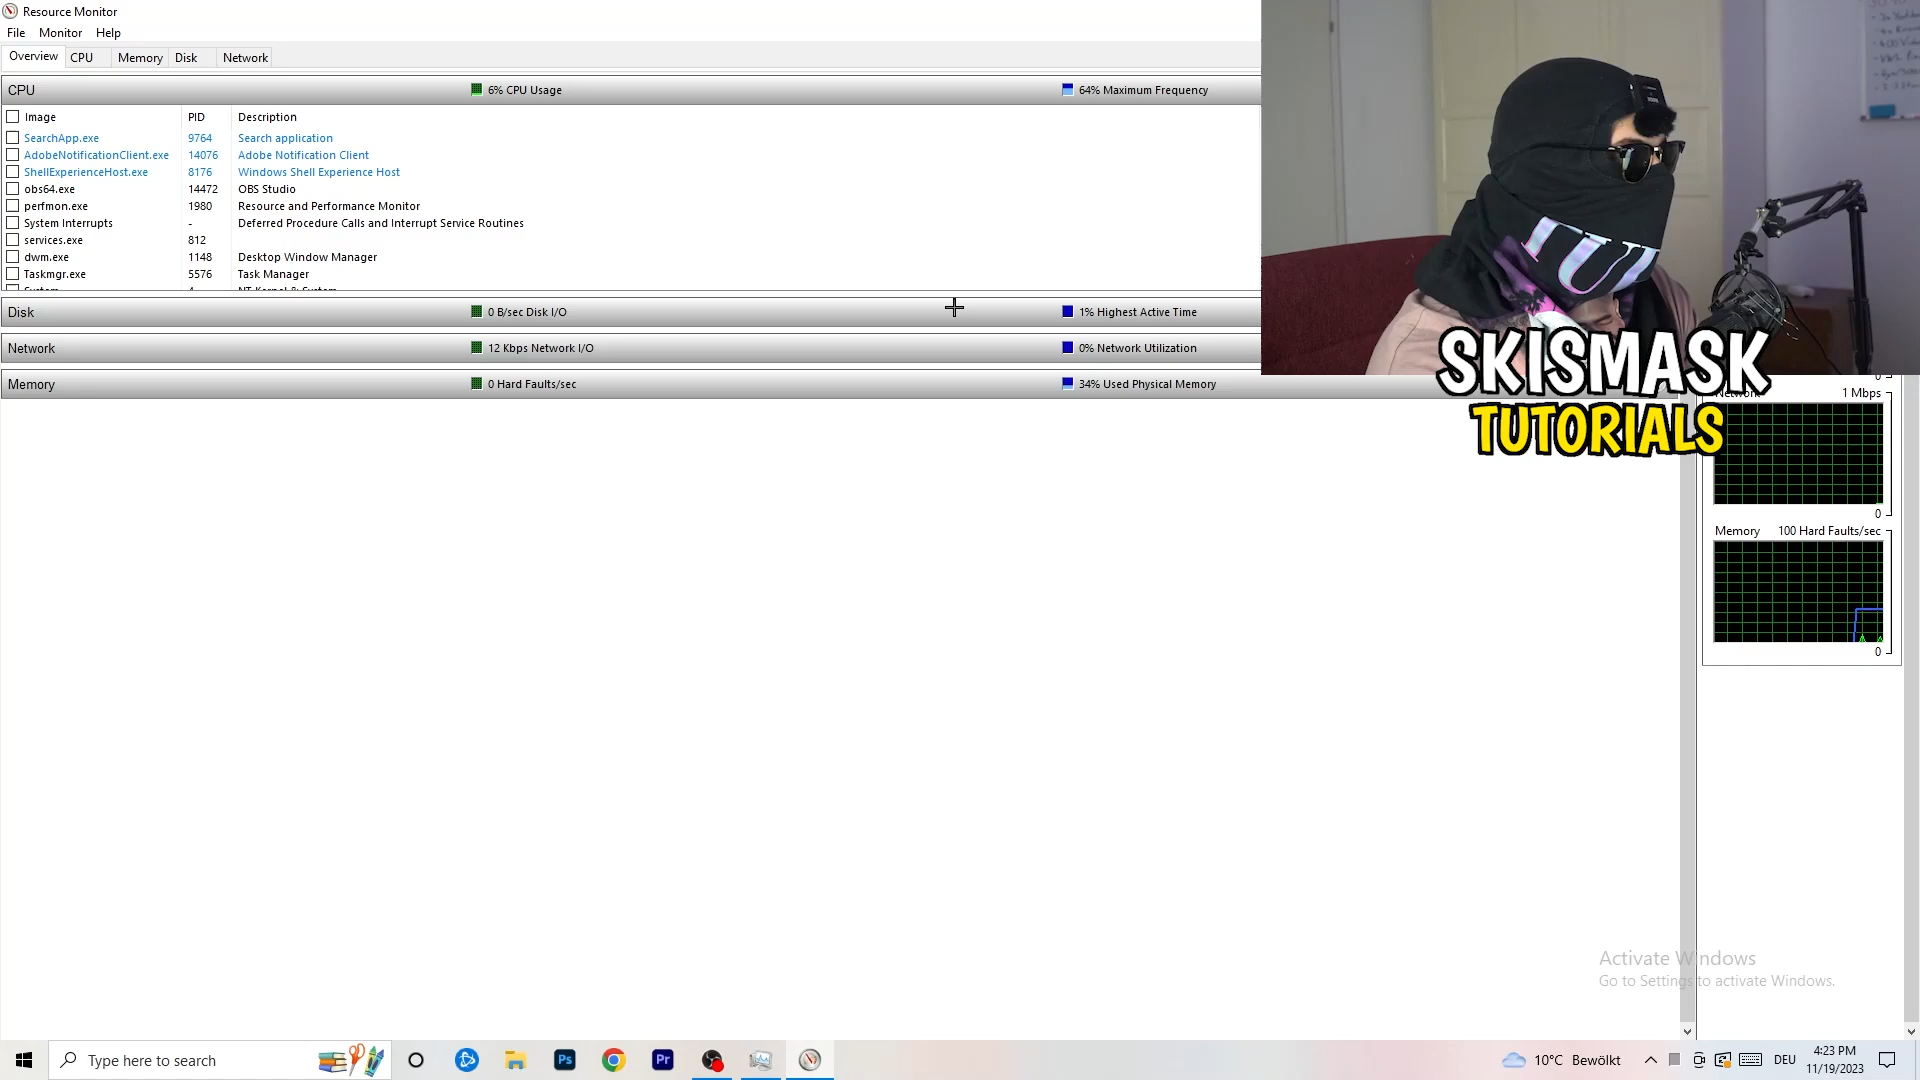 Resource Monitor
File Monitor Help
Overview CPU Memory Disk Network
CPU 6% CPU Usage 64% Maximum Frequency
Image PID Description
SearchApp.exe 9764 Search application
AdobeNotificationClient.exe 14076 Adobe Notification Client
ShellExperienceHost.exe 8176 Windows Shell Experience Host
obs64.exe 14472 OBS Studio
perfmon.exe 1980 Resource and Performance Monitor
System Interrupts - Deferred Procedure Calls and Interrupt Service Routines
services.exe 812
dwm.exe 1148 Desktop Window Manager
Taskmgr.exe 5576 Task Manager
Disk 0 B/sec Disk I/O 1% Highest Active Time
Network 12 Kbps Network I/O 0% Network Utilization
Memory 0 Hard Faults/sec 34% Used Physical Memory
SKISMASK
TUTORIALS
Network 1 Mbps
0
Memory 100 Hard Faults/sec
0
Activate Windows
Go to Settings to activate Windows.
Type here to search
Ps
Pr
10°C Bewölkt
DEU
4:23 PM
11/19/2023